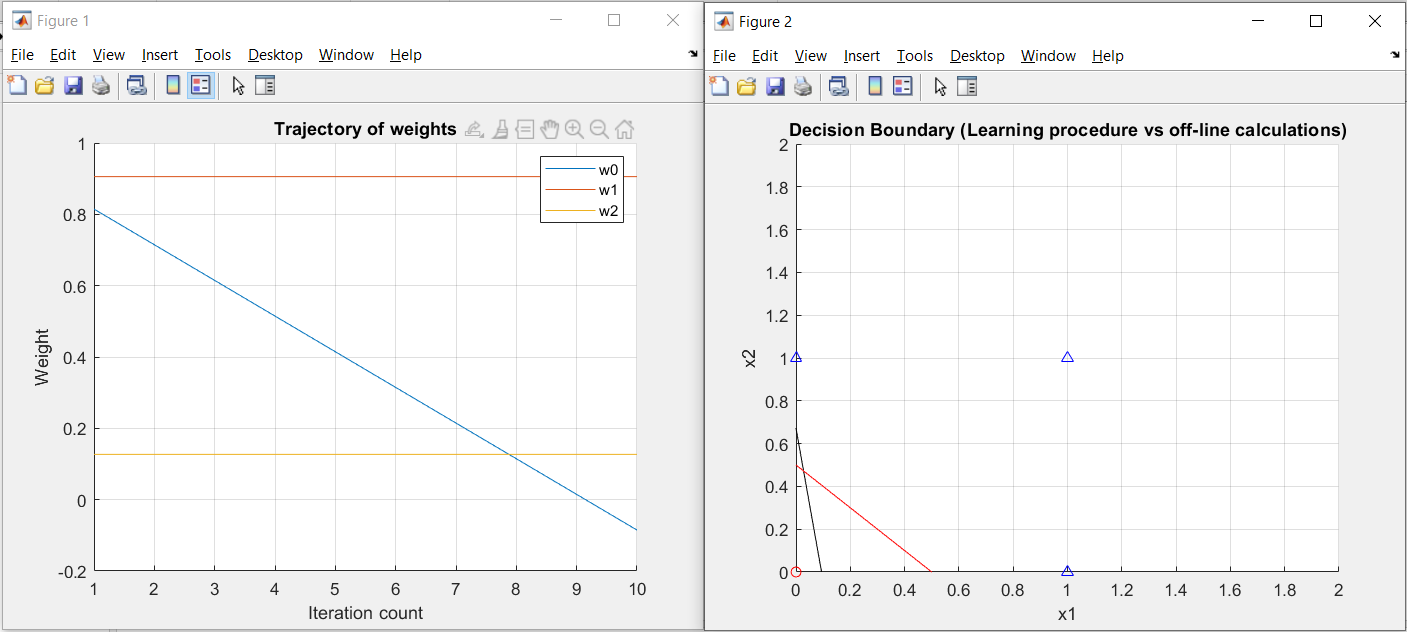 Figure 1
File Edit View Insert Tools Desktop Window Help
Trajectory of weights
1
0.8
0.6
0.4
0.2
0
-0.2
Weight
1 2 3 4 5 6 7 8 9 10
Iteration count
w0
w1
w2
Figure 2
File Edit View Insert Tools Desktop Window Help
Decision Boundary (Learning procedure vs off-line calculations)
2
1.8
1.6
1.4
1.2
1
0.8
0.6
0.4
0.2
0
x2
0 0.2 0.4 0.6 0.8 1 1.2 1.4 1.6 1.8 2
x1